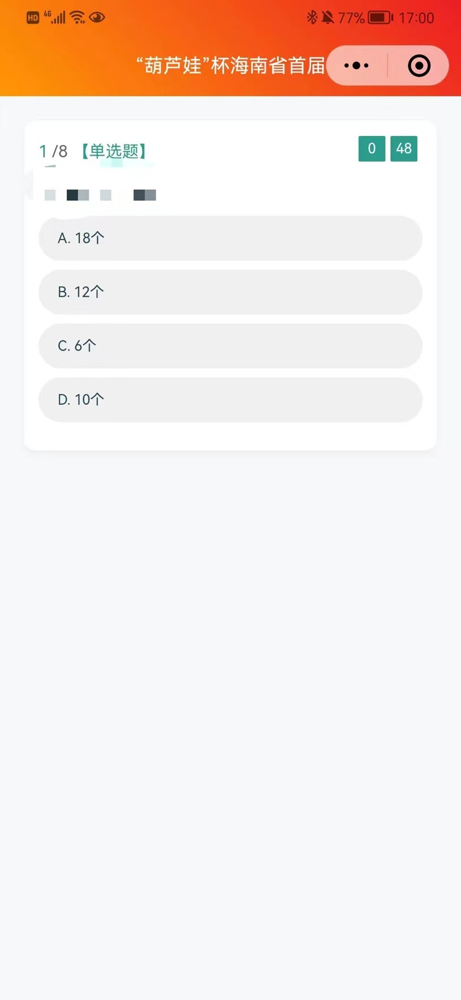 HD 4G 77% 17:00
“葫芦娃”杯海南省首届
1 /8 【单选题】 0 48
A. 18个
B. 12个
C. 6个
D. 10个